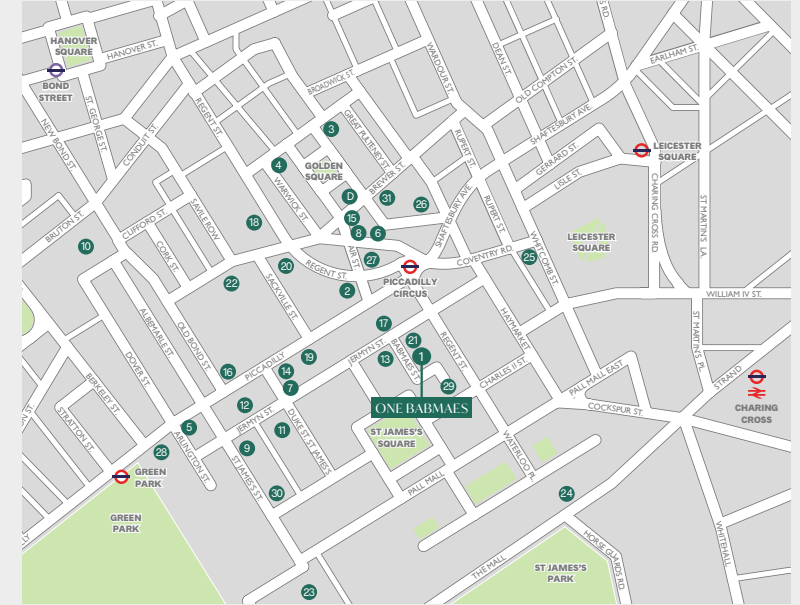 RS RD.
HANOVER
SQUARE
HANOVER ST.
BOND
STREET
ST. GEORGE ST.
NEW BOND ST.
CONDUIT ST.
REGENT ST.
BROADWICK ST.
WARDOUR ST.
DEAN ST.
OLD COMPTON ST.
EARLHAM ST.
SHAFTESBURY AVE.
GERRARD ST.
LISLE ST.
LEICESTER
SQUARE
CHARING CROSS RD.
ST MARTIN'S LA.
3
GREAT PULTENEY ST.
RUPERT ST.
4
GOLDEN
SQUARE
BREWER ST.
WARWICK ST.
D
31
26
15
8
6
18
SAVILE ROW
SHAFTESBURY AVE.
RUPERT ST.
WHITCOMB ST.
LEICESTER
SQUARE
BRUTON ST.
CLIFFORD ST.
CORK ST.
10
AIR ST.
27
25
COVENTRY RD.
20
REGENT ST.
PICCADILLY
CIRCUS
22
SACKVILLE ST.
2
WILLIAM IV ST.
ALBEMARLE ST.
OLD BOND ST.
17
HAYMARKET
ST MARTIN'S PL.
DOVER ST.
21
1
JERMYN ST.
BABMAES ST.
REGENT ST.
13
19
16
PICCADILLY
14
7
29
CHARLES II ST.
PALL MALL EAST
STRAND
BERKELEY ST.
ONE BABMAES
COCKSPUR ST.
CHARING
CROSS
STRATTON ST.
12
JERMYN ST.
11
DUKE ST. ST. JAMES'S
ST JAMES'S
SQUARE
5
ARLINGTON ST.
28
9
ST JAMES'S ST.
WATERLOO PL.
GREEN
PARK
PALL MALL
30
24
GREEN
PARK
WHITEHALL
HORSE GUARDS RD.
THE MALL
ST JAMES'S
PARK
23